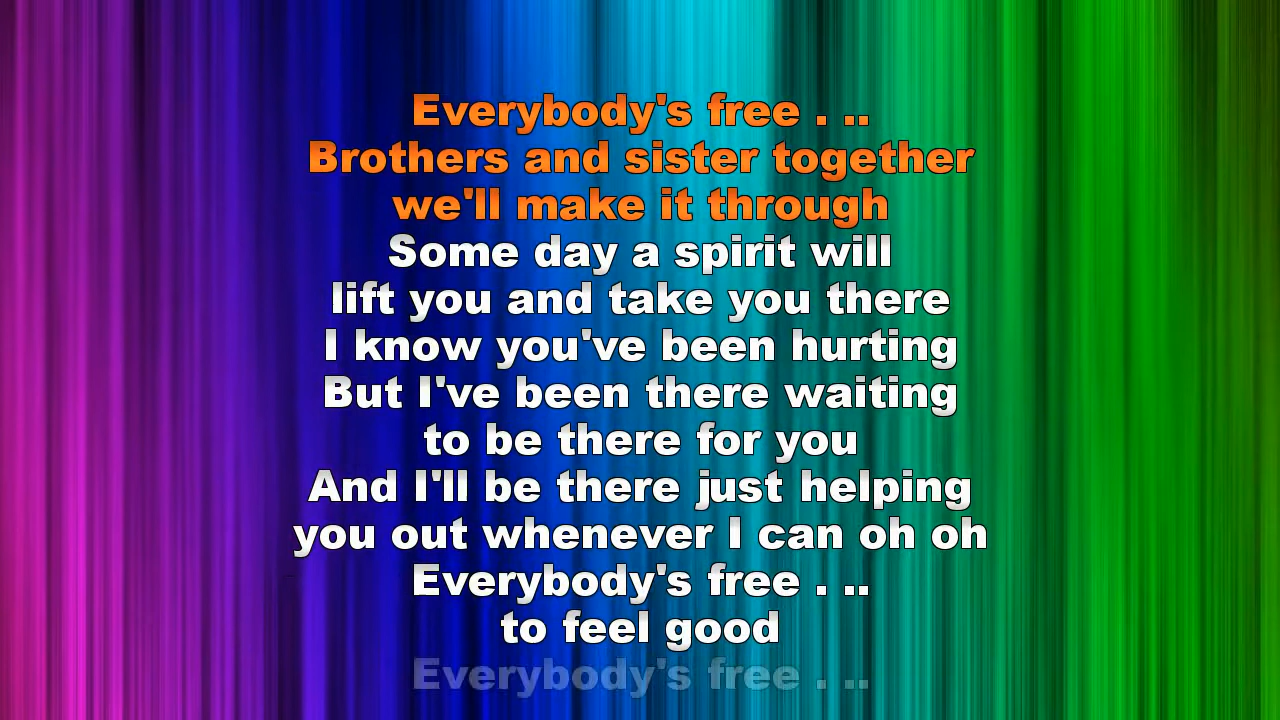 Everybody's free . ..
Brothers and sister together
we'll make it through
Some day a spirit will
lift you and take you there
I know you've been hurting
But I've been there waiting
to be there for you
And I'll be there just helping
you out whenever I can oh oh
Everybody's free . ..
to feel good
Everybody's free . ..